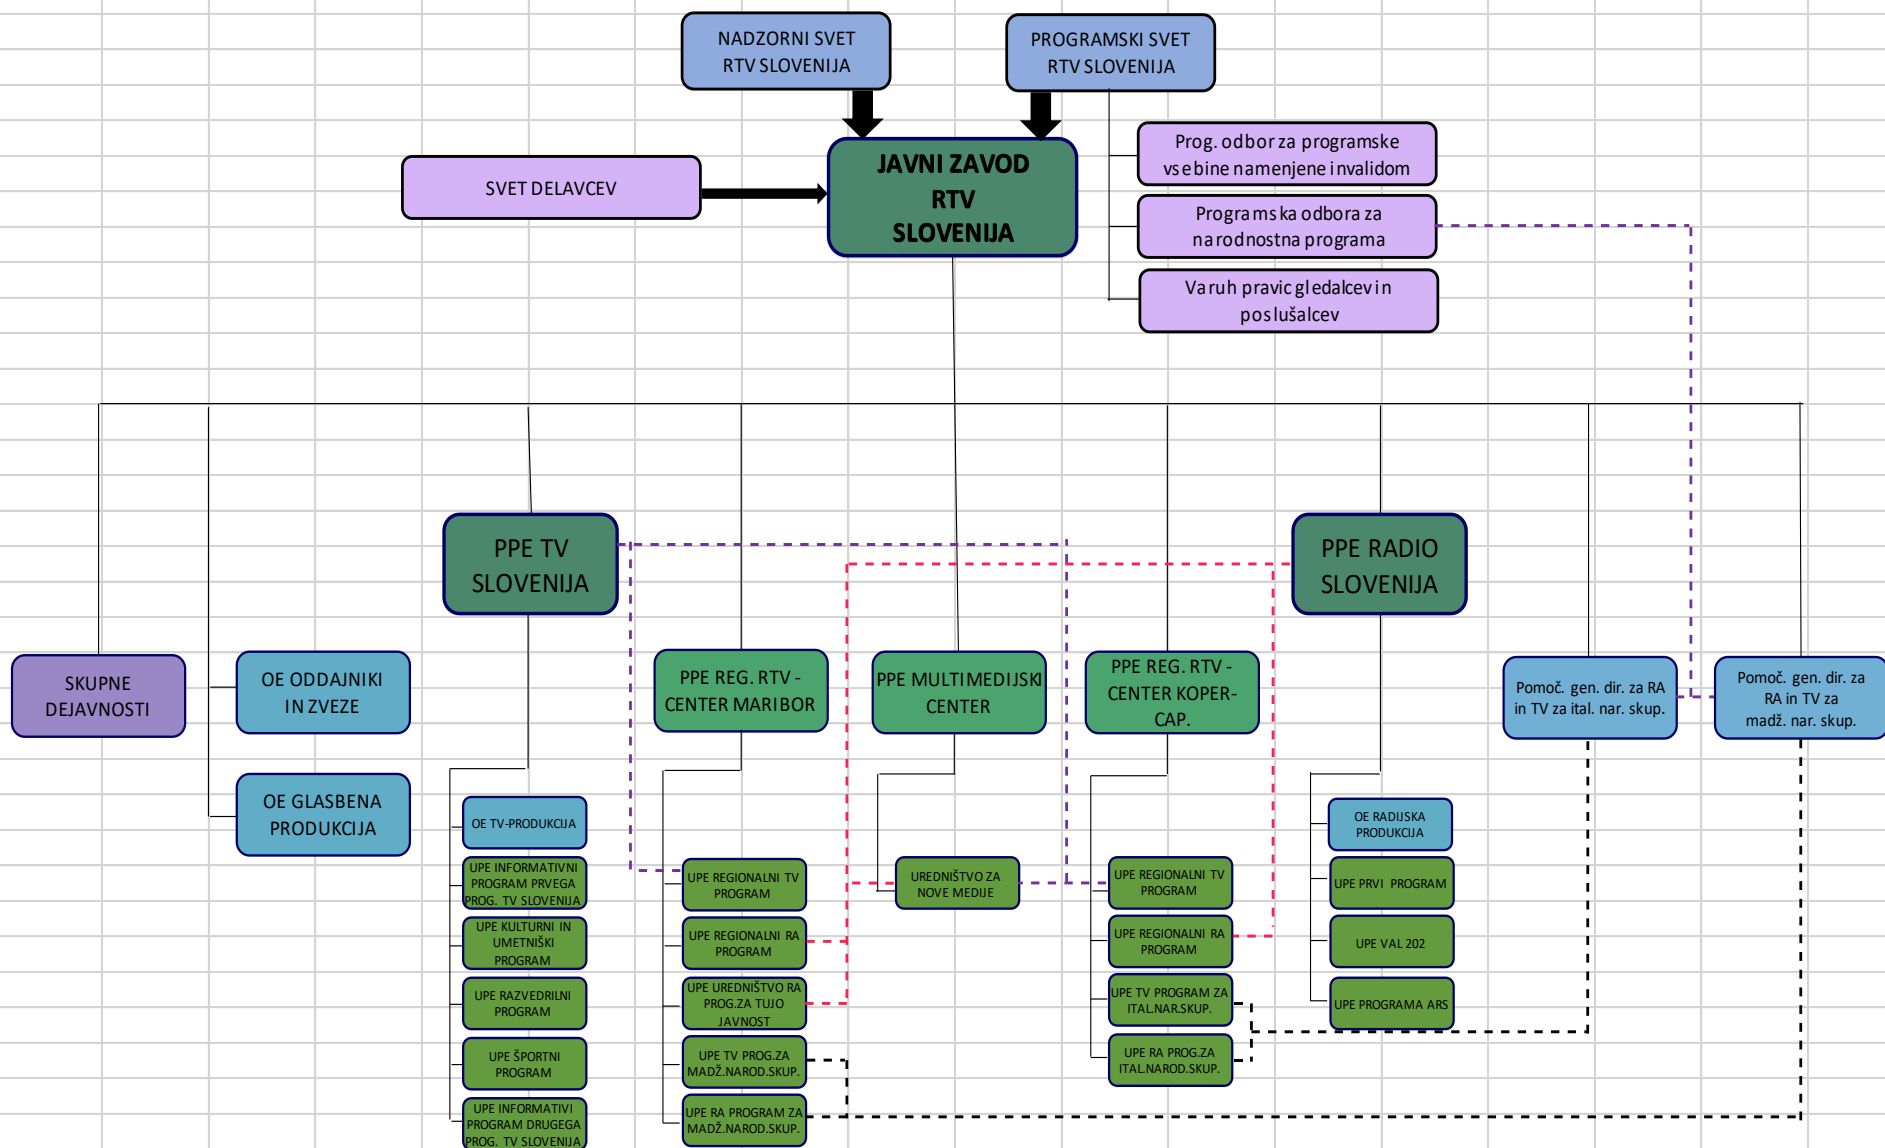 NADZORNI SVET
RTV SLOVENIJA
PROGRAMSKI SVET
RTV SLOVENIJA
SVET DELAVCEV
JAVNI ZAVOD
RTV
SLOVENIJA
Prog. odbor za programske
vsebine namenjene invalidom
Programska odbora za
narodnostna programa
Varuh pravic gledalcev in
poslušalcev
PPE TV
SLOVENIJA
PPE RADIO
SLOVENIJA
SKUPNE
DEJAVNOSTI
OE ODDAJNIKI
IN ZVEZE
OE GLASBENA
PRODUKCIJA
PPE REG. RTV -
CENTER MARIBOR
PPE MULTIMEDIJSKI
CENTER
PPE REG. RTV -
CENTER KOPER-
CAP.
Pomoč. gen. dir. za RA
in TV za ital. nar. skup.
Pomoč. gen. dir. za
RA in TV za
madž. nar. skup.
OE TV-PRODUKCIJA
UPE INFORMATIVNI
PROGRAM PRVEGA
PROG. TV SLOVENIJA
UPE KULTURNI IN
UMETNIŠKI
PROGRAM
UPE RAZVEDRILNI
PROGRAM
UPE ŠPORTNI
PROGRAM
UPE INFORMATIVI
PROGRAM DRUGEGA
PROG. TV SLOVENIJA
UPE REGIONALNI TV
PROGRAM
UPE REGIONALNI RA
PROGRAM
UPE UREDNIŠTVO RA
PROG.ZA TUJO
JAVNOST
UPE TV PROG.ZA
MADŽ.NAROD.SKUP.
UPE RA PROGRAM ZA
MADŽ.NAROD.SKUP.
UREDNIŠTVO ZA
NOVE MEDIJE
UPE REGIONALNI TV
PROGRAM
UPE REGIONALNI RA
PROGRAM
UPE TV PROGRAM ZA
ITAL.NAR.SKUP.
UPE RA PROG.ZA
ITAL.NAROD.SKUP.
OE RADIJSKA
PRODUKCIJA
UPE PRVI PROGRAM
UPE VAL 202
UPE PROGRAMA ARS